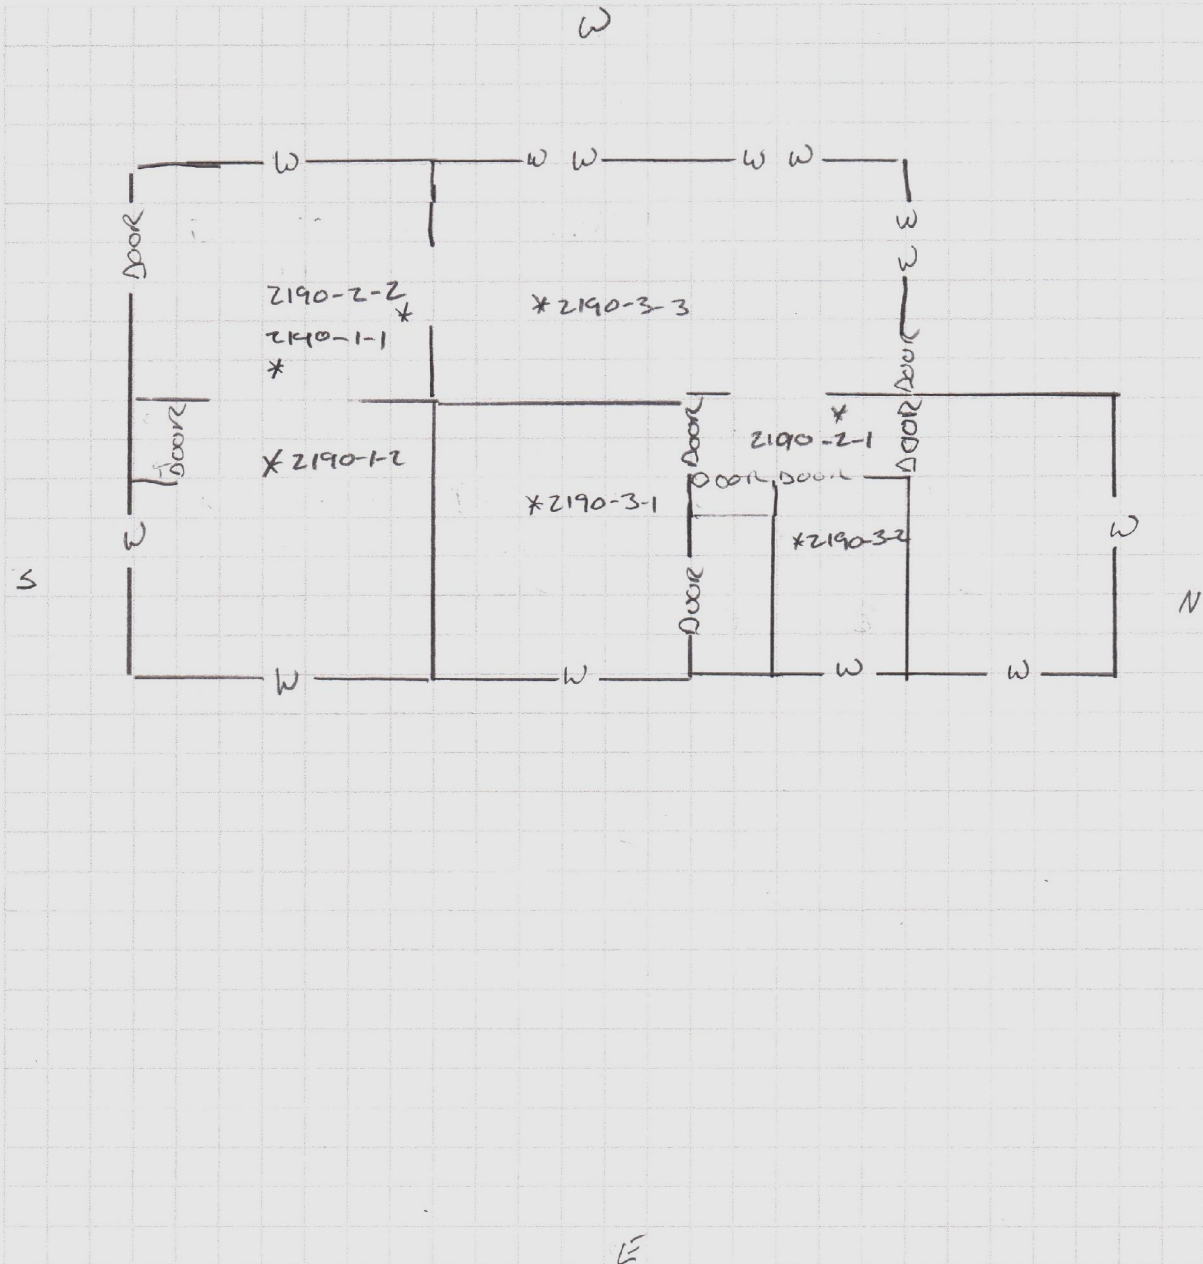 W
W W W W W
DOOR
W
W
2190-2-2
*
* 2190-3-3
2190-1-1
*
DOOR
DOOR
DOOR
DOOR
*
2190-2-1
DOOR
* 2190-1-2
DOOR DOOR
* 2190-3-1
W
W
* 2190-3-2
S
DOOR
N
W W W W
E